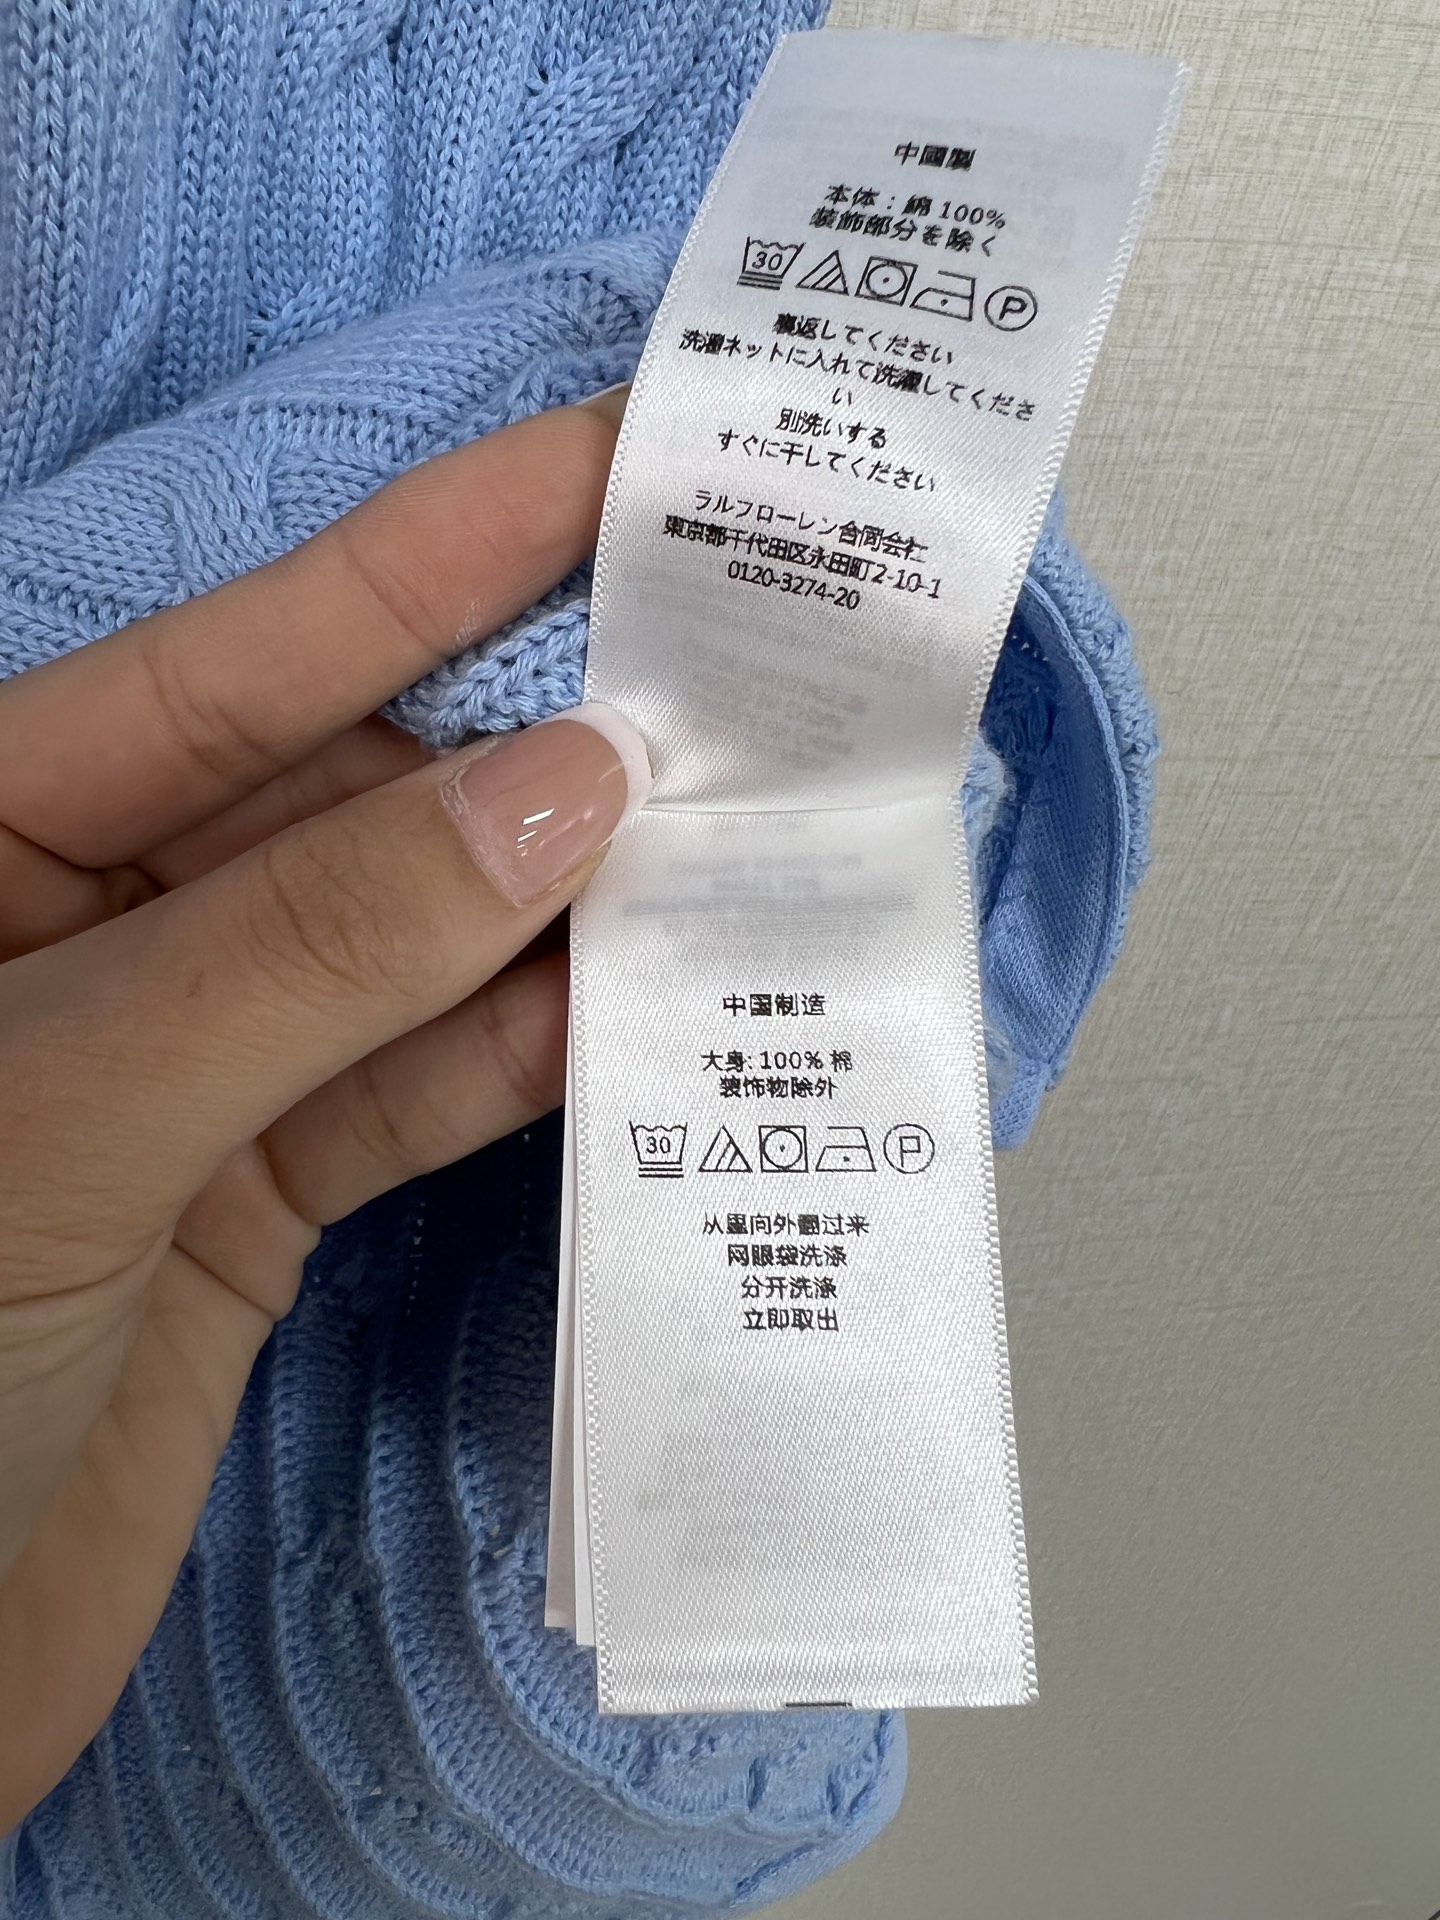 中國製
本体：綿 100%
装飾部分を除く
30
P
裏返してください
洗濯ネットに入れて洗濯してくださ
い
別洗いする
すぐに干してください
ラルフローレン合同会社
東京都千代田区永田町2-10-1
0120-3274-20
中国制造
大身: 100% 棉
装饰物除外
30
P
从里向外翻过来
网眼袋洗涤
分开洗涤
立即取出